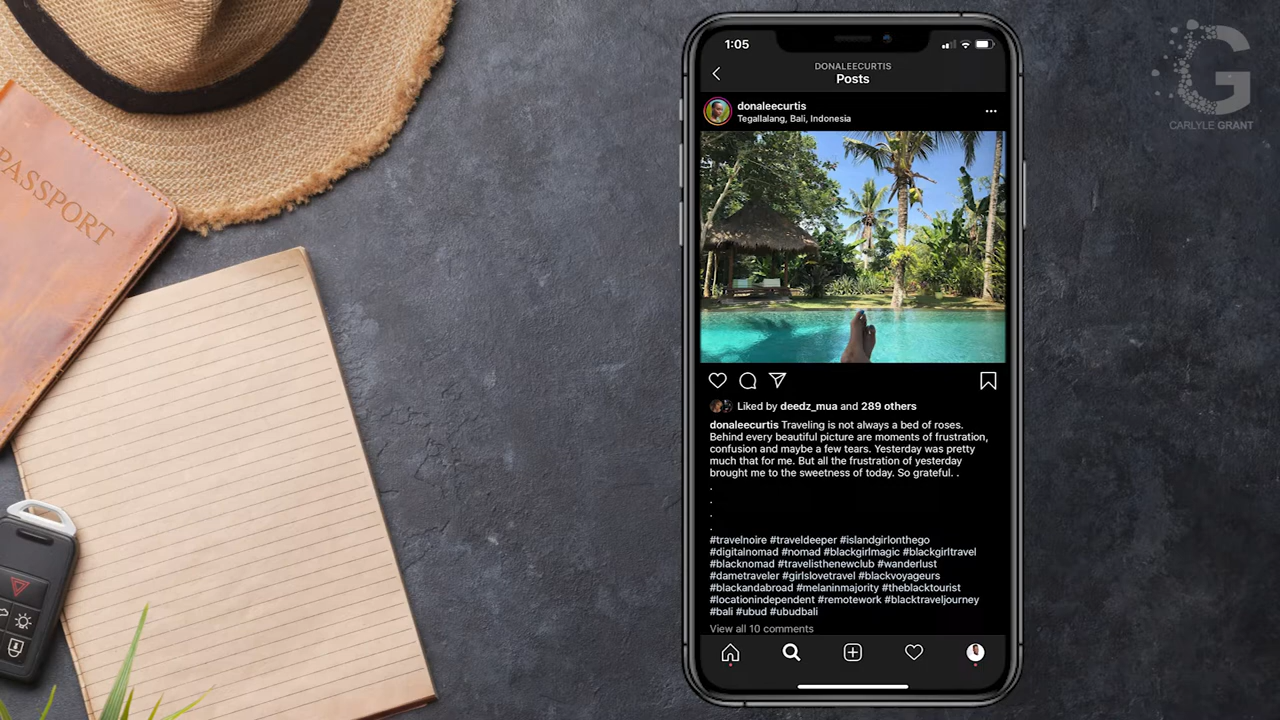 PASSPORT
1:05
DONALEECURTIS
Posts
donaleecurtis
Tegallalang, Bali, Indonesia
Liked by deedz_mua and 289 others
donaleecurtis Traveling is not always a bed of roses.
Behind every beautiful picture are moments of frustration,
confusion and maybe a few tears. Yesterday was pretty
much that for me. But all the frustration of yesterday
brought me to the sweetness of today. So grateful. .
.
.
.
#travelnoire #traveldeeper #islandgirlonthego
#digitalnomad #nomad #blackgirlmagic #blackgirltravel
#blacknomad #travelisthenewclub #wanderlust
#dametraveler #girlslovetravel #blackvoyageurs
#blackandabroad #melaninmajority #theblacktourist
#locationindependent #remotework #blacktraveljourney
#bali #ubud #ubudbali
View all 10 comments
G
CARLYLE GRANT